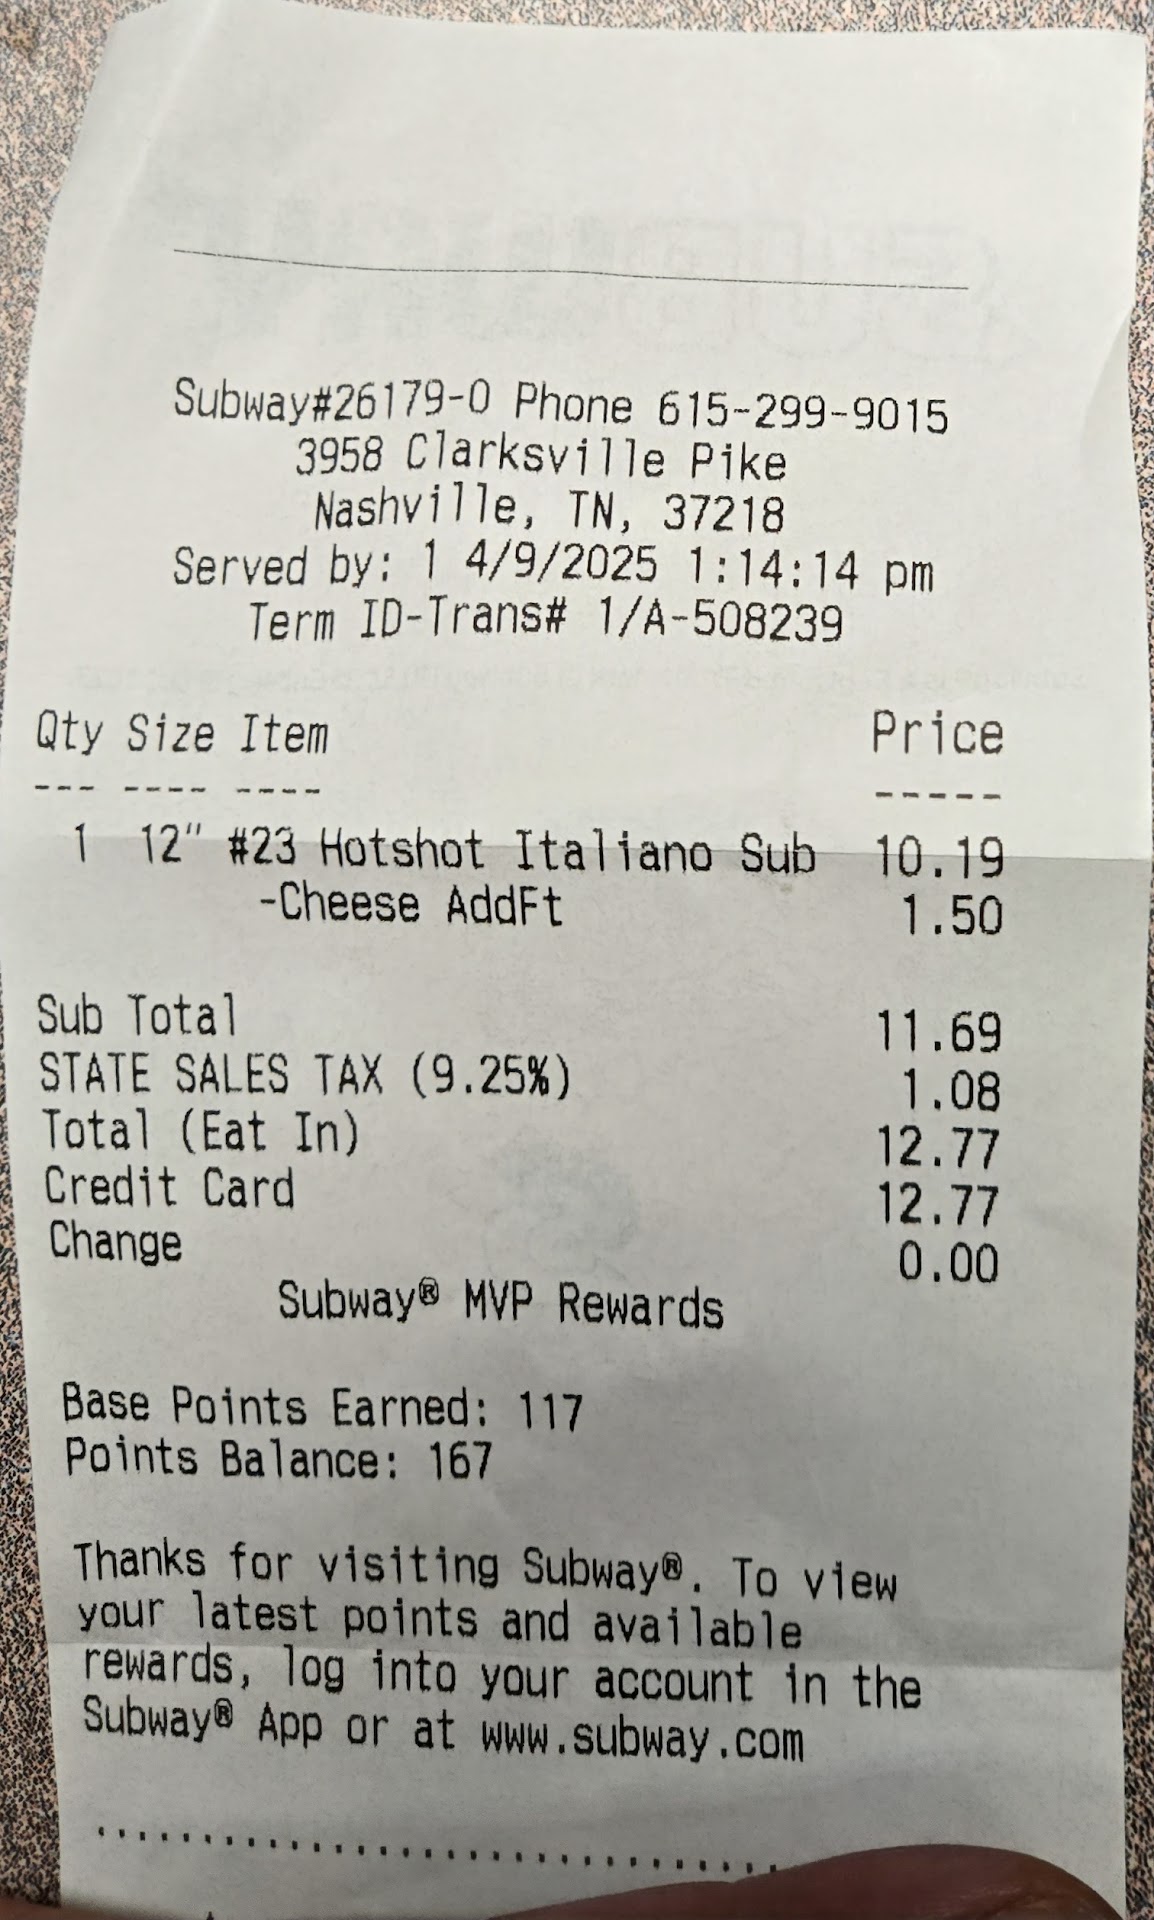 Subway#26179-0 Phone 615-299-9015
3958 Clarksville Pike
Nashville, TN, 37218
Served by: 1 4/9/2025 1:14:14 pm
Term ID-Trans# 1/A-508239
Qty Size Item Price
--- ---- ---- -----
1 12" #23 Hotshot Italiano Sub 10.19
-Cheese AddFt 1.50
Sub Total 11.69
STATE SALES TAX (9.25%) 1.08
Total (Eat In) 12.77
Credit Card 12.77
Change 0.00
Subway® MVP Rewards
Base Points Earned: 117
Points Balance: 167
Thanks for visiting Subway®. To view
your latest points and available
rewards, log into your account in the
Subway® App or at www.subway.com